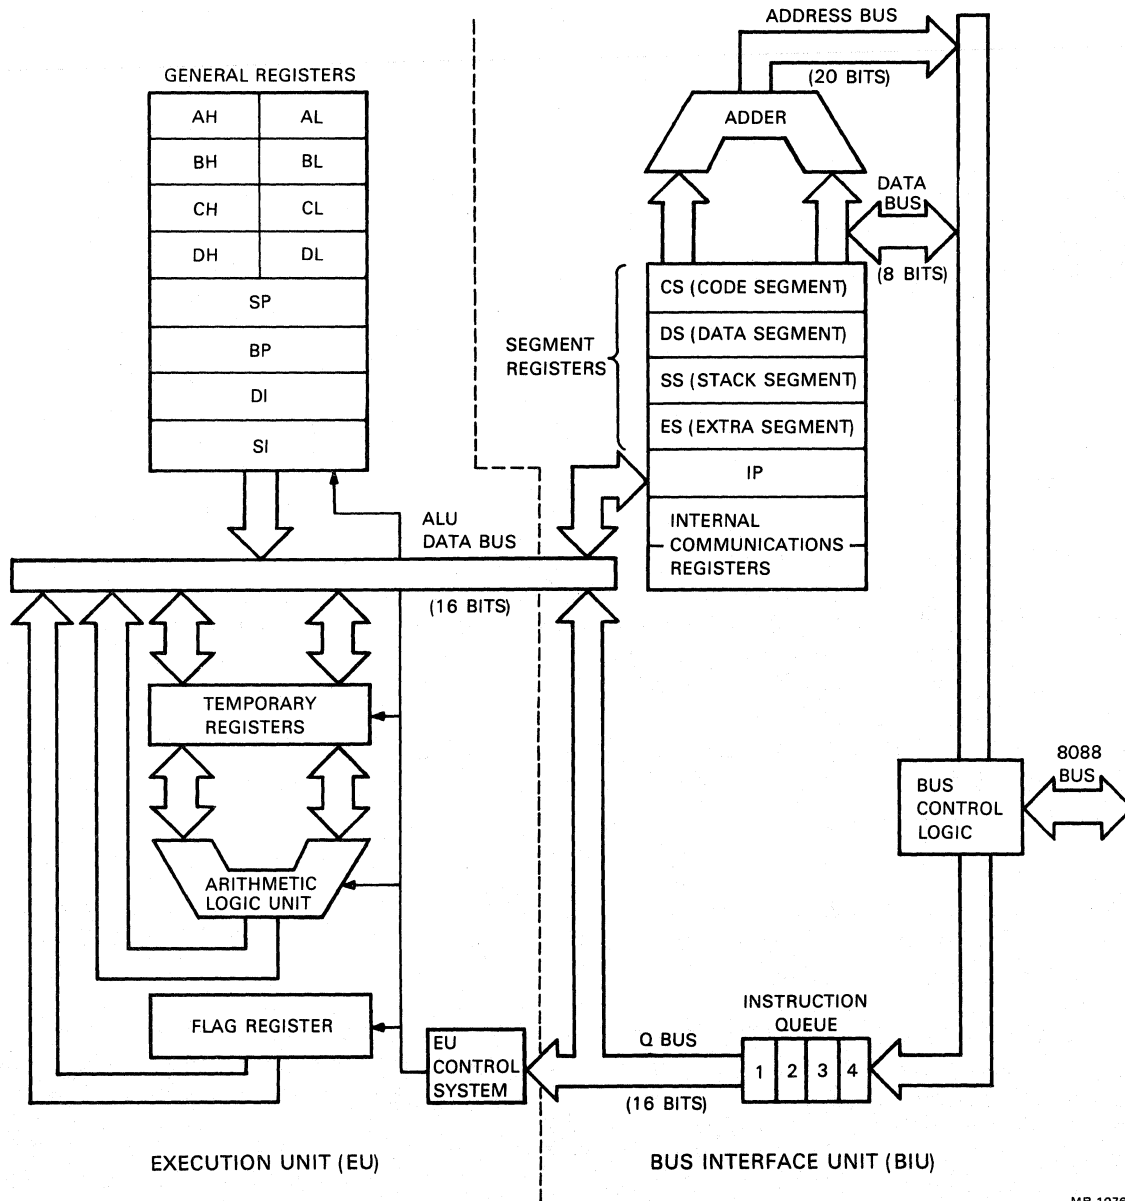 ADDRESS BUS
(20 BITS)
GENERAL REGISTERS
AH
AL
BH
BL
CH
CL
DH
DL
SP
BP
DI
SI
ADDER
DATA
BUS
(8 BITS)
SEGMENT
REGISTERS
CS (CODE SEGMENT)
DS (DATA SEGMENT)
SS (STACK SEGMENT)
ES (EXTRA SEGMENT)
IP
INTERNAL
COMMUNICATIONS
REGISTERS
ALU
DATA BUS
(16 BITS)
TEMPORARY
REGISTERS
ARITHMETIC
LOGIC UNIT
FLAG REGISTER
EU
CONTROL
SYSTEM
8088
BUS
BUS
CONTROL
LOGIC
INSTRUCTION
QUEUE
1 2 3 4
Q BUS
(16 BITS)
EXECUTION UNIT (EU)
BUS INTERFACE UNIT (BIU)